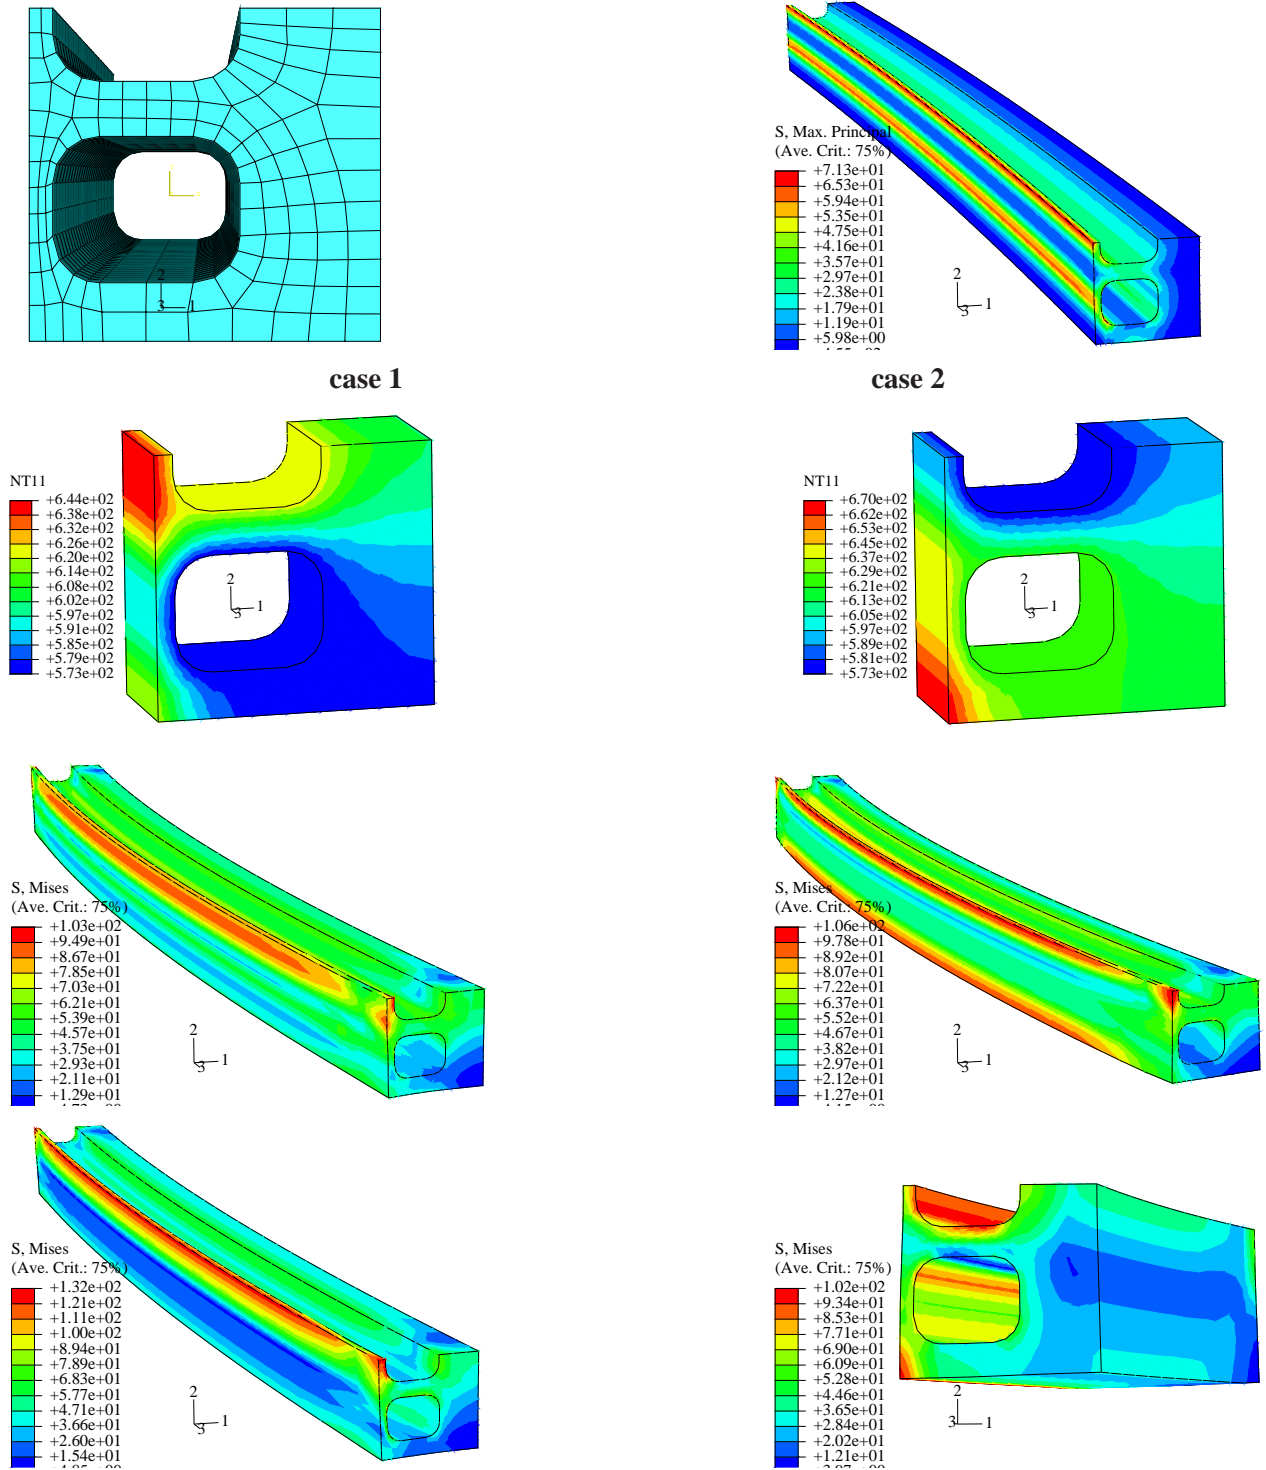 2
3 1
S, Max. Principal
(Ave. Crit.: 75%)
+7.13e+01
+6.53e+01
+5.94e+01
+5.35e+01
+4.75e+01
+4.16e+01
+3.57e+01
+2.97e+01
+2.38e+01
+1.79e+01
+1.19e+01
+5.98e+00
2
3 1
case 1
case 2
NT11
+6.44e+02
+6.38e+02
+6.32e+02
+6.26e+02
+6.20e+02
+6.14e+02
+6.08e+02
+6.02e+02
+5.97e+02
+5.91e+02
+5.85e+02
+5.79e+02
+5.73e+02
2
3 1
NT11
+6.70e+02
+6.62e+02
+6.53e+02
+6.45e+02
+6.37e+02
+6.29e+02
+6.21e+02
+6.13e+02
+6.05e+02
+5.97e+02
+5.89e+02
+5.81e+02
+5.73e+02
2
3 1
S, Mises
(Ave. Crit.: 75%)
+1.03e+02
+9.49e+01
+8.67e+01
+7.85e+01
+7.03e+01
+6.21e+01
+5.39e+01
+4.57e+01
+3.75e+01
+2.93e+01
+2.11e+01
+1.29e+01
2
3 1
S, Mises
(Ave. Crit.: 75%)
+1.06e+02
+9.78e+01
+8.92e+01
+8.07e+01
+7.22e+01
+6.37e+01
+5.52e+01
+4.67e+01
+3.82e+01
+2.97e+01
+2.12e+01
+1.27e+01
2
3 1
S, Mises
(Ave. Crit.: 75%)
+1.32e+02
+1.21e+02
+1.11e+02
+1.00e+02
+8.94e+01
+7.89e+01
+6.83e+01
+5.77e+01
+4.71e+01
+3.66e+01
+2.60e+01
+1.54e+01
2
3 1
S, Mises
(Ave. Crit.: 75%)
+1.02e+02
+9.34e+01
+8.53e+01
+7.71e+01
+6.90e+01
+6.09e+01
+5.28e+01
+4.46e+01
+3.65e+01
+2.84e+01
+2.02e+01
+1.21e+01
2
3 1